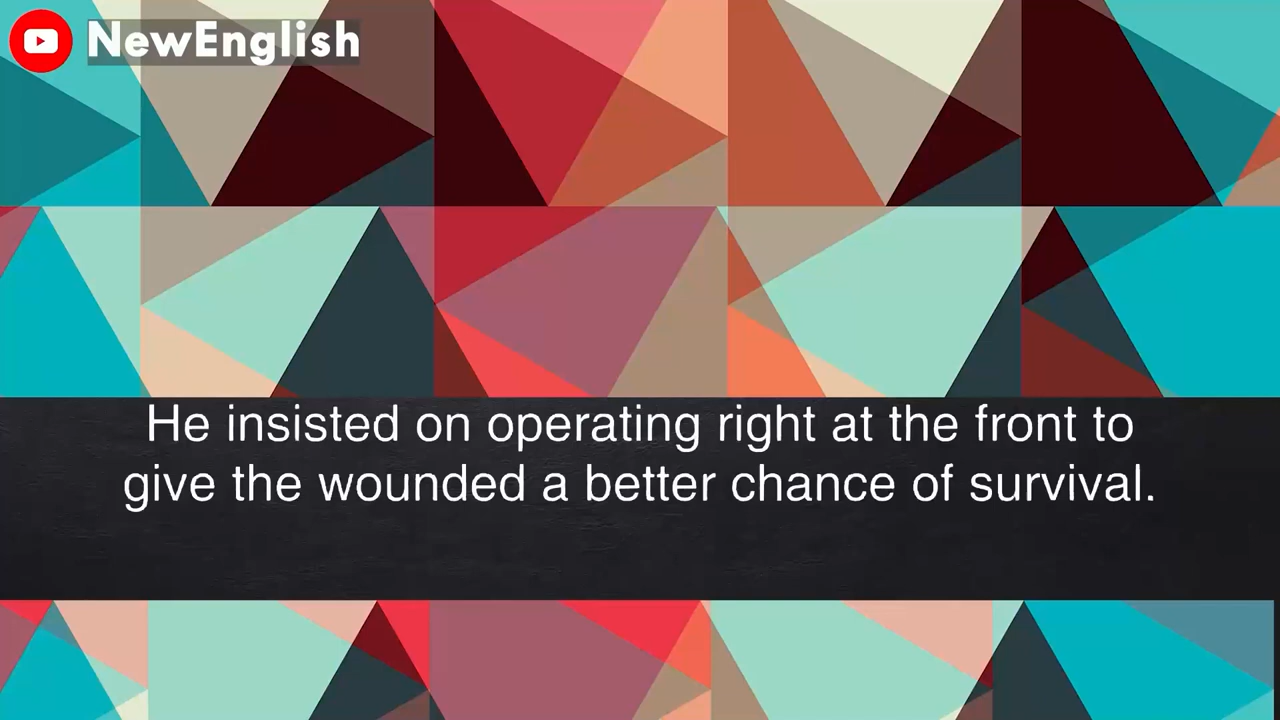 NewEnglish
He insisted on operating right at the front to
give the wounded a better chance of survival.